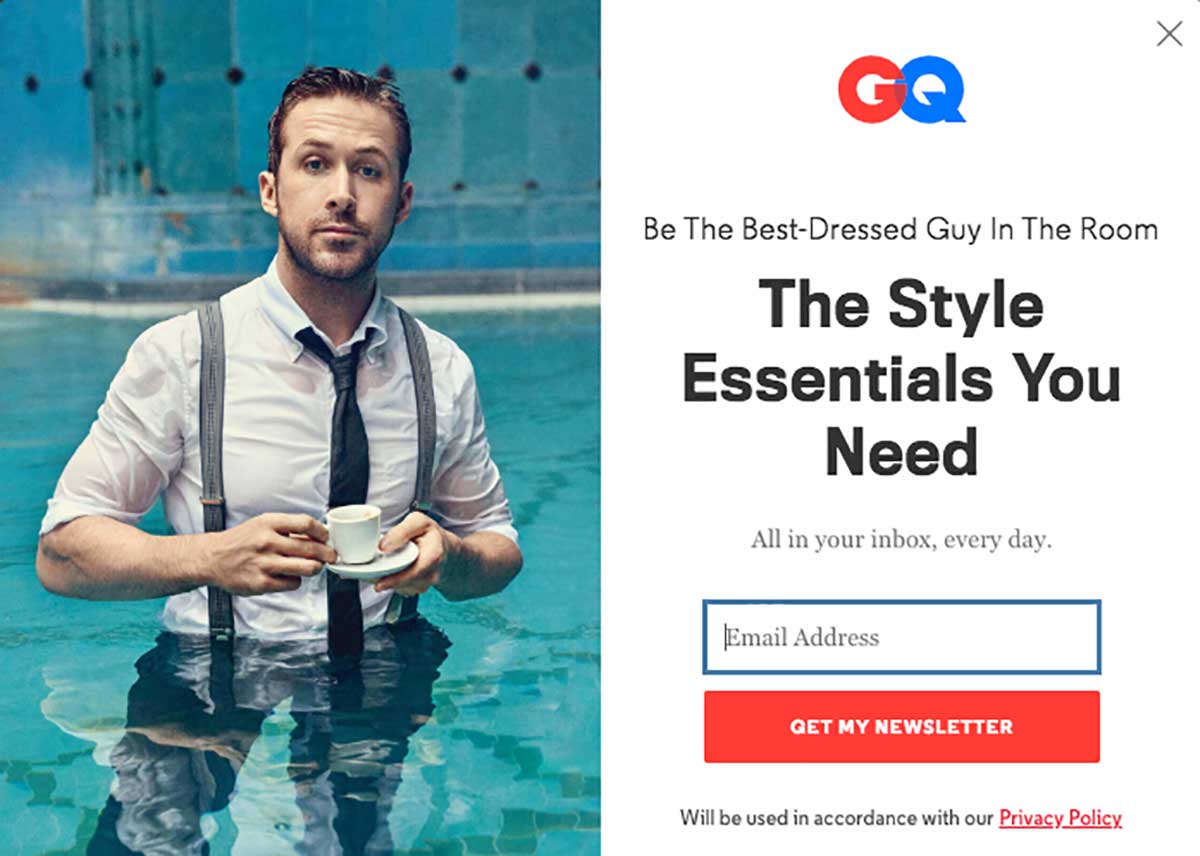 GQ
Be The Best-Dressed Guy In The Room
The Style
Essentials You
Need
All in your inbox, every day.
Email Address
GET MY NEWSLETTER
Will be used in accordance with our Privacy Policy